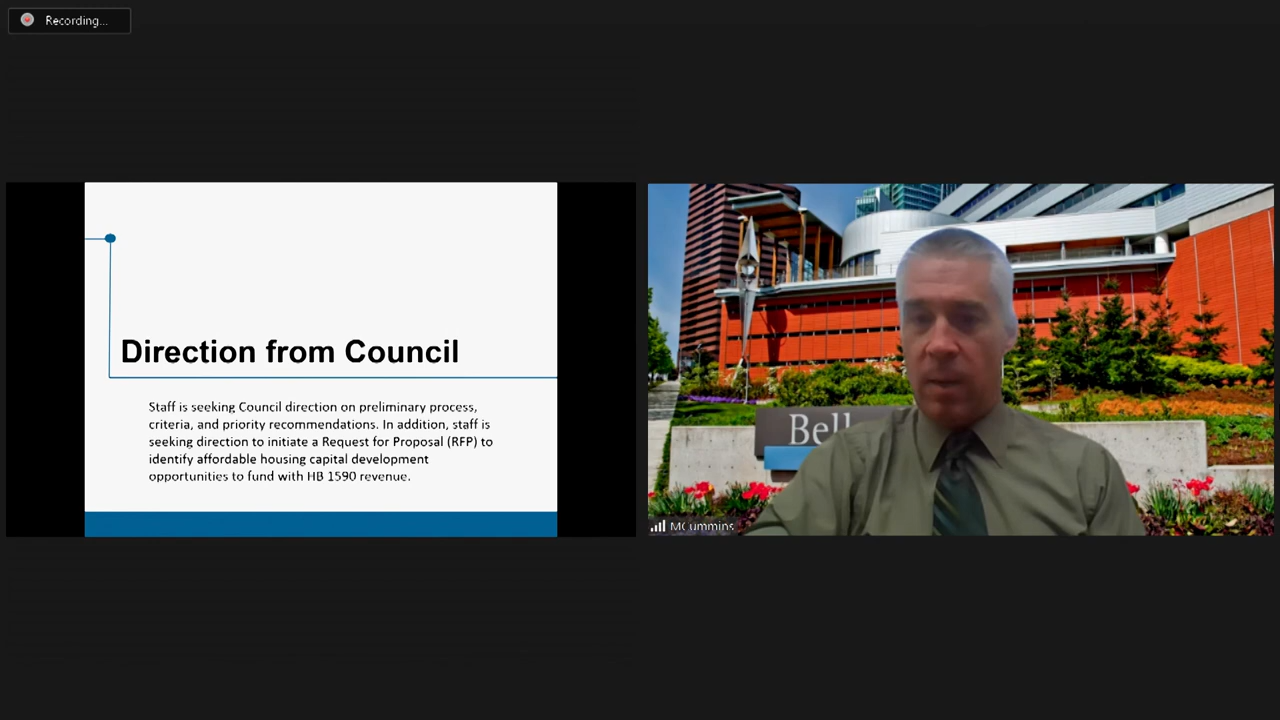 Recording...
Direction from Council
Staff is seeking Council direction on preliminary process,
criteria, and priority recommendations. In addition, staff is
seeking direction to initiate a Request for Proposal (RFP) to
identify affordable housing capital development
opportunities to fund with HB 1590 revenue.
Bell
MCummins